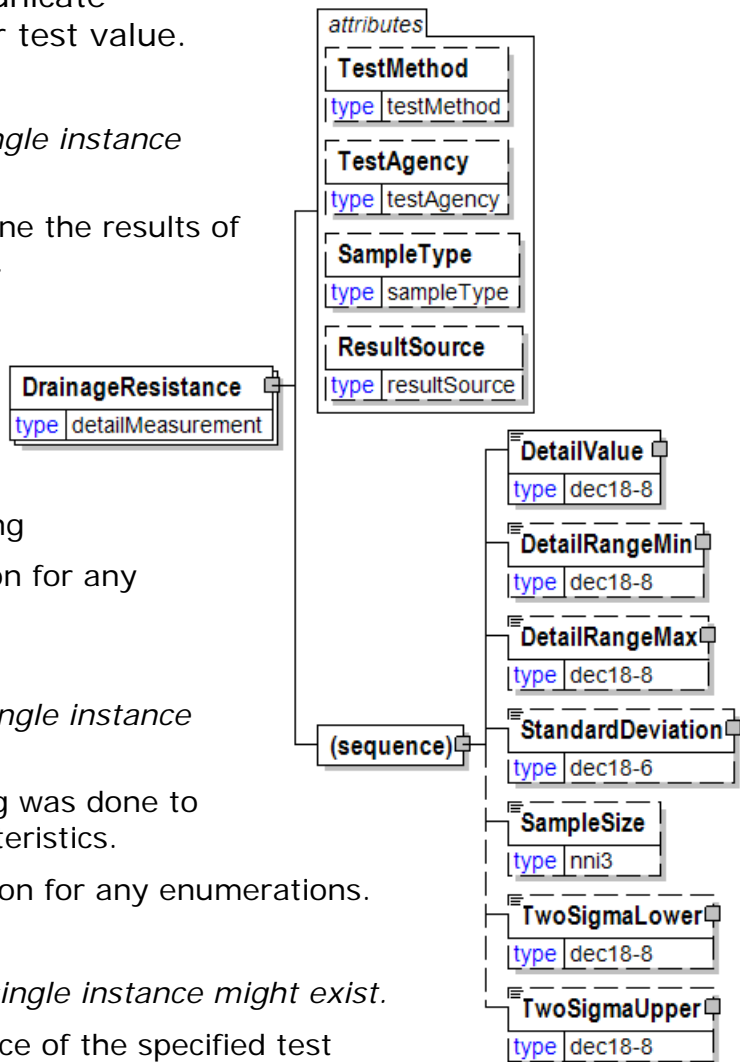 unicate
r test value.
ngle instance
ne the results of
.
ng
on for any
ngle instance
g was done to
teristics.
on for any enumerations.
single instance might exist.
ce of the specified test
attributes
TestMethod
type testMethod
TestAgency
type testAgency
SampleType
type sampleType
ResultSource
type resultSource
DrainageResistance
type detailMeasurement
(sequence)
DetailValue
type dec18-8
DetailRangeMin
type dec18-8
DetailRangeMax
type dec18-8
StandardDeviation
type dec18-6
SampleSize
type nni3
TwoSigmaLower
type dec18-8
TwoSigmaUpper
type dec18-8